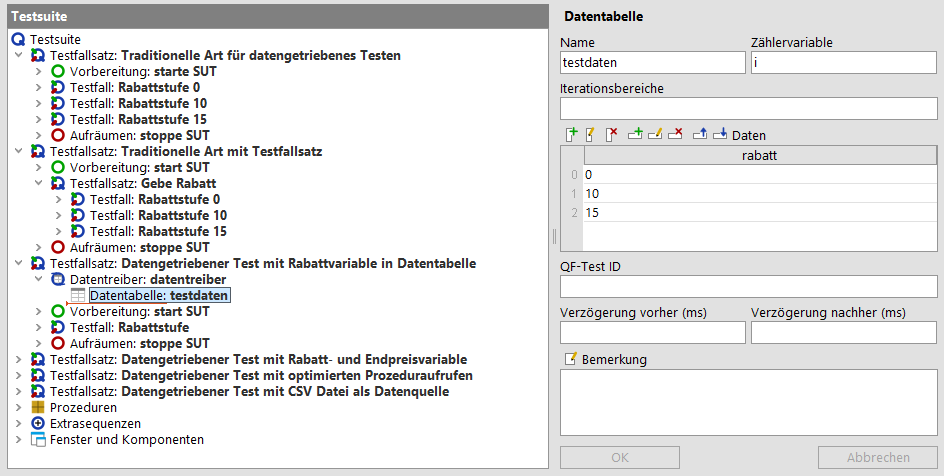 Testsuite
Testsuite
Testfallsatz: Traditionelle Art für datengetriebenes Testen
Vorbereitung: starte SUT
Testfall: Rabattstufe 0
Testfall: Rabattstufe 10
Testfall: Rabattstufe 15
Aufräumen: stoppe SUT
Testfallsatz: Traditionelle Art mit Testfallsatz
Vorbereitung: start SUT
Testfallsatz: Gebe Rabatt
Testfall: Rabattstufe 0
Testfall: Rabattstufe 10
Testfall: Rabattstufe 15
Aufräumen: stoppe SUT
Testfallsatz: Datengetriebener Test mit Rabattvariable in Datentabelle
Datentreiber: datentreiber
Datentabelle: testdaten
Vorbereitung: start SUT
Testfall: Rabattstufe
Aufräumen: stoppe SUT
Testfallsatz: Datengetriebener Test mit Rabatt- und Endpreisvariable
Testfallsatz: Datengetriebener Test mit optimierten Prozeduraufrufen
Testfallsatz: Datengetriebener Test mit CSV Datei als Datenquelle
Prozeduren
Extrasequenzen
Fenster und Komponenten
Datentabelle
Name Zählervariable
testdaten i
Iterationsbereiche
Daten
rabatt
0 0
1 10
2 15
QF-Test ID
Verzögerung vorher (ms) Verzögerung nachher (ms)
Bemerkung
OK Abbrechen